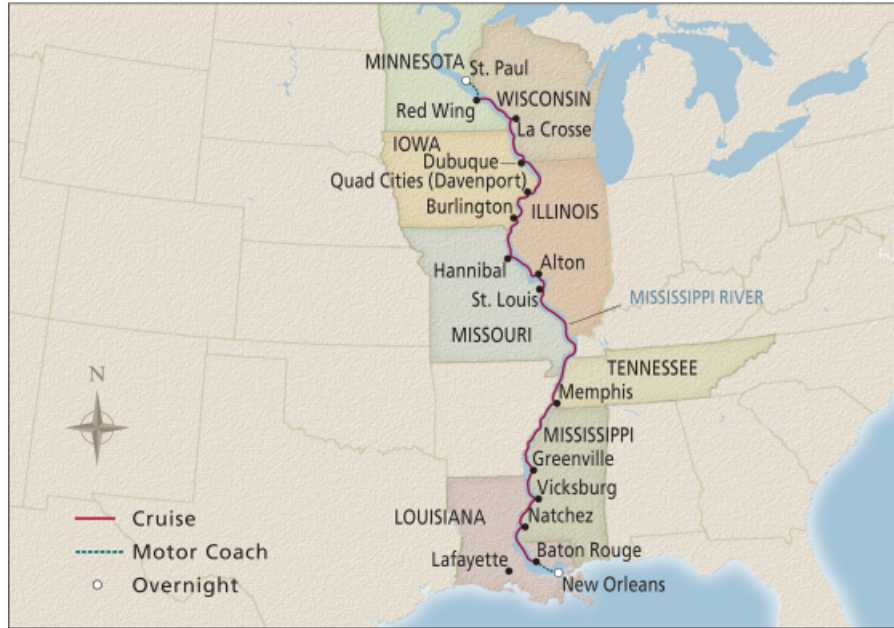 MINNESOTA
St. Paul
Red Wing
WISCONSIN
La Crosse
IOWA
Dubuque
Quad Cities (Davenport)
Burlington
ILLINOIS
Hannibal
Alton
St. Louis
MISSISSIPPI RIVER
MISSOURI
TENNESSEE
Memphis
MISSISSIPPI
Greenville
Vicksburg
LOUISIANA
Natchez
Lafayette
Baton Rouge
New Orleans
N
Cruise
Motor Coach
Overnight